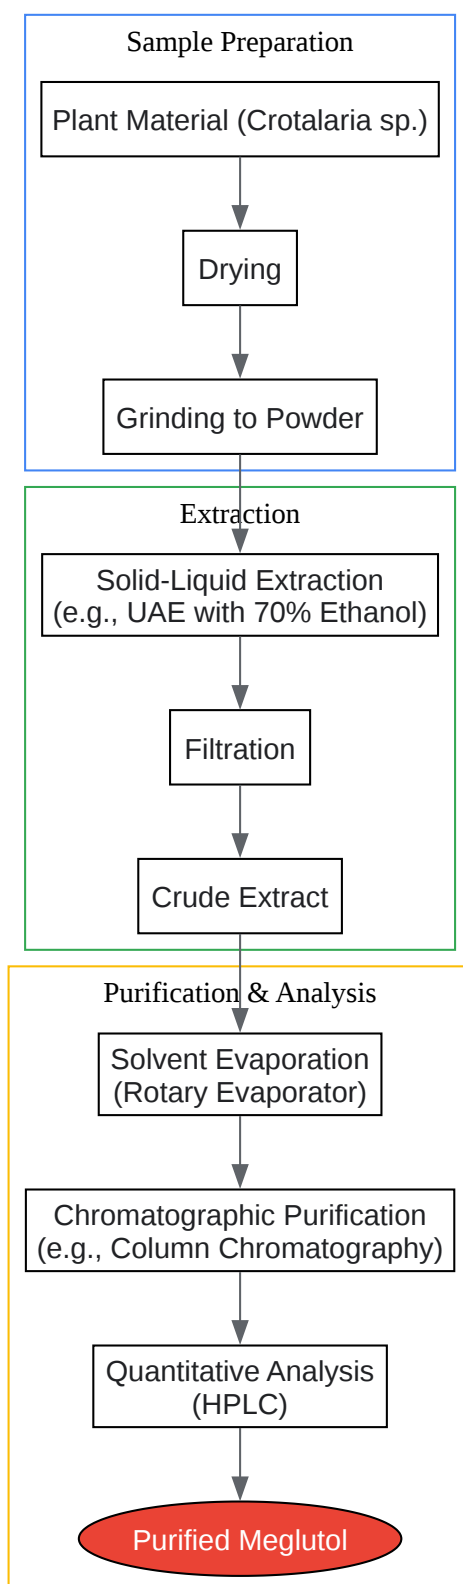 Sample Preparation
Plant Material (Crotalaria sp.)
Drying
Grinding to Powder
Extraction
Solid-Liquid Extraction
(e.g., UAE with 70% Ethanol)
Filtration
Crude Extract
Purification & Analysis
Solvent Evaporation
(Rotary Evaporator)
Chromatographic Purification
(e.g., Column Chromatography)
Quantitative Analysis
(HPLC)
Purified Meglutol